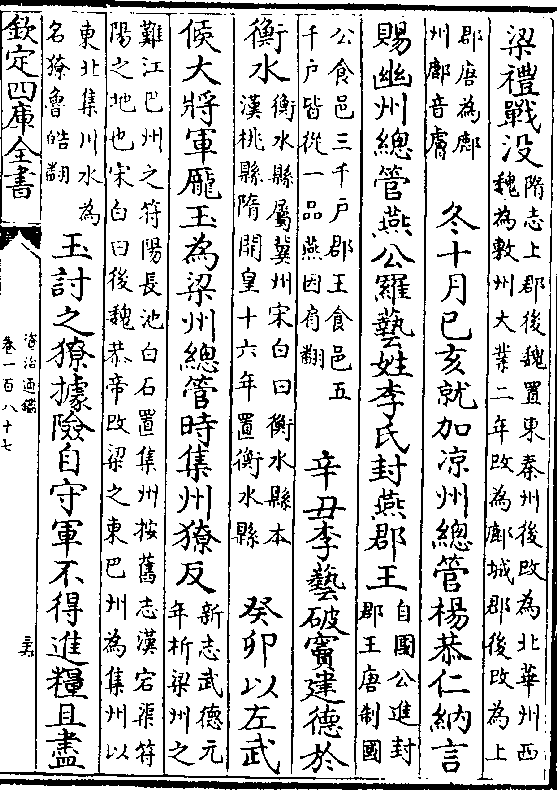 梁禮戰没
隋志上郡後魏置東秦州後改為北華州西
魏為敷州大業二年改為鄜城郡後改為上
郡唐為鄜
州鄜音膚
冬十月己亥就加凉州總管楊恭仁納言
賜幽州總管燕公羅藝姓李氏封燕郡王
自國公進封
郡王唐制國
公食邑三千户郡王食邑五
千户皆從一品燕因肩翻
辛丑李藝破竇建德於
衡水
衡水縣屬冀州宋白曰衡水縣本
漢桃縣隋開皇十六年置衡水縣
癸卯以左武
候大將軍龎玉為梁州總管時集州獠反
新志武德元
年析梁州之
難江巴州之符陽長池白石置集州按舊志漢宕渠符
陽之地也宋白曰後魏恭帝改梁之東巴州為集州以
東北集川水為
名獠魯皓翻
玉討之獠據險自守軍不得進糧且盡
欽定四庫全書
資治通鑑
卷一百八十七